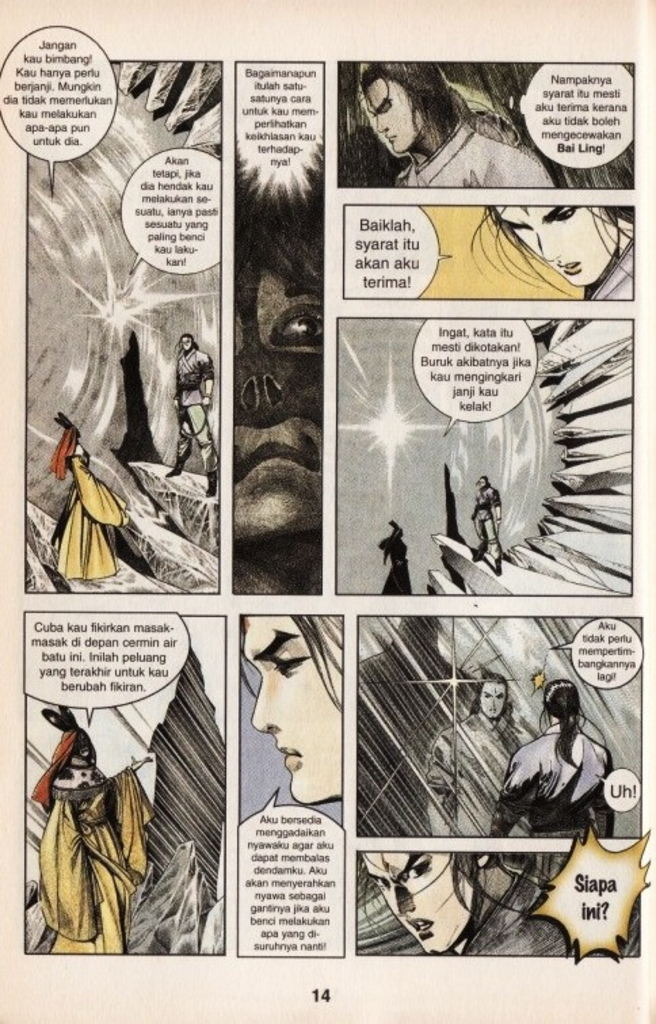 Jangan
kau bimbang!
Kau hanya perlu
berjanji. Mungkin
dia tidak memerlukan
kau melakukan
apa-apa pun
untuk dia.
Akan
tetapi, jika
dia hendak kau
melakukan se-
suatu, ianya pasti
sesuatu yang
paling benci
kau laku-
kan!
Bagaimanapun
itulah satu-
satunya cara
untuk kau mem-
perlihatkan
keikhlasan kau
terhadap-
nya!
Nampaknya
syarat itu mesti
aku terima kerana
aku tidak boleh
mengecewakan
Bai Ling!
Baiklah,
syarat itu
akan aku
terima!
Ingat, kata itu
mesti dikotakan!
Buruk akibatnya jika
kau mengingkari
janji kau
kelak!
Cuba kau fikirkan masak-
masak di depan cermin air
batu ini. Inilah peluang
yang terakhir untuk kau
berubah fikiran.
Aku bersedia
menggadaikan
nyawaku agar aku
dapat membalas
dendamku. Aku
akan menyerahkan
nyawa sebagai
gantinya jika aku
benci melakukan
apa yang di-
suruhnya nanti!
Aku
tidak perlu
mempertim-
bangkannya
lagi!
Uh!
Siapa
ini?
14